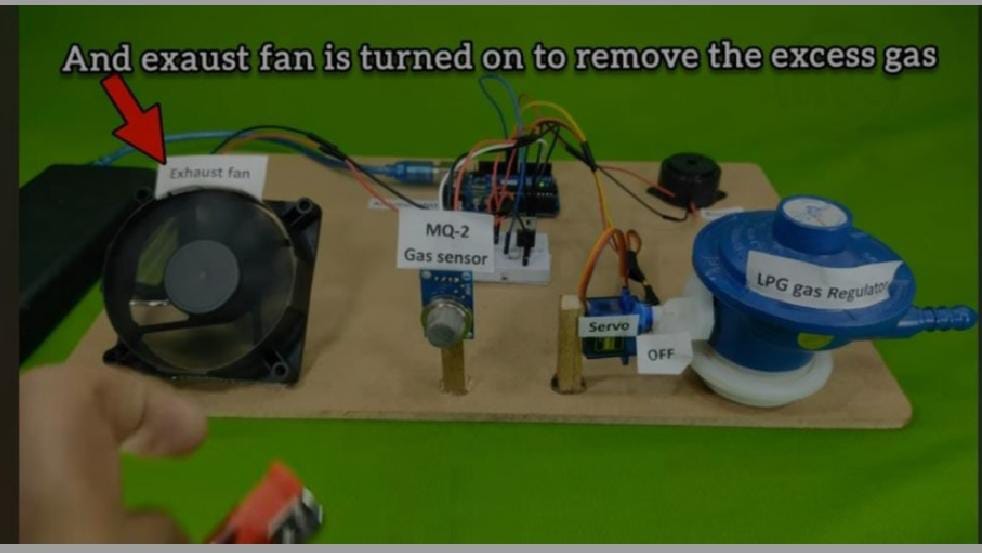 And exaust fan is turned on to remove the excess gas
Exhaust fan
MQ-2
Gas sensor
LPG gas Regulator
Servo
OFF